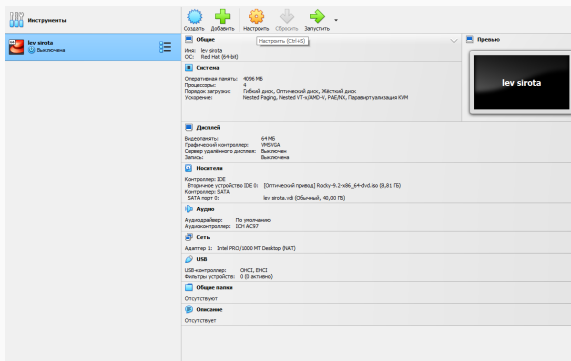 Инструменты
Создать Добавить Настроить Сбросить Запустить
lev sirota
Выключена
Общие
Настроить (Ctrl+S)
Превью
Имя: lev sirota
ОС: Red Hat (64-bit)
lev sirota
Система
Оперативная память: 4096 МБ
Процессоры: 4
Порядок загрузки: Гибкий диск, Оптический диск, Жёсткий диск
Ускорение: Nested Paging, Nested VT-x/AMD-V, PAE/NX, Паравиртуализация KVM
Дисплей
Видеопамять: 64 МБ
Графический контроллер: VMSVGA
Сервер удалённого дисплея: Выключен
Запись: Выключена
Носители
Контроллер: IDE
Вторичное устройство IDE 0: [Оптический привод] Rocky-9.2-x86_64-dvd.iso (8,81 ГБ)
Контроллер: SATA
SATA порт 0: lev sirota.vdi (Обычный, 40,00 ГБ)
Аудио
Аудиодрайвер: По умолчанию
Аудиоконтроллер: ICH AC97
Сеть
Адаптер 1: Intel PRO/1000 MT Desktop (NAT)
USB
USB-контроллер: OHCI, EHCI
Фильтры устройств: 0 (0 активно)
Общие папки
Отсутствуют
Описание
Отсутствует